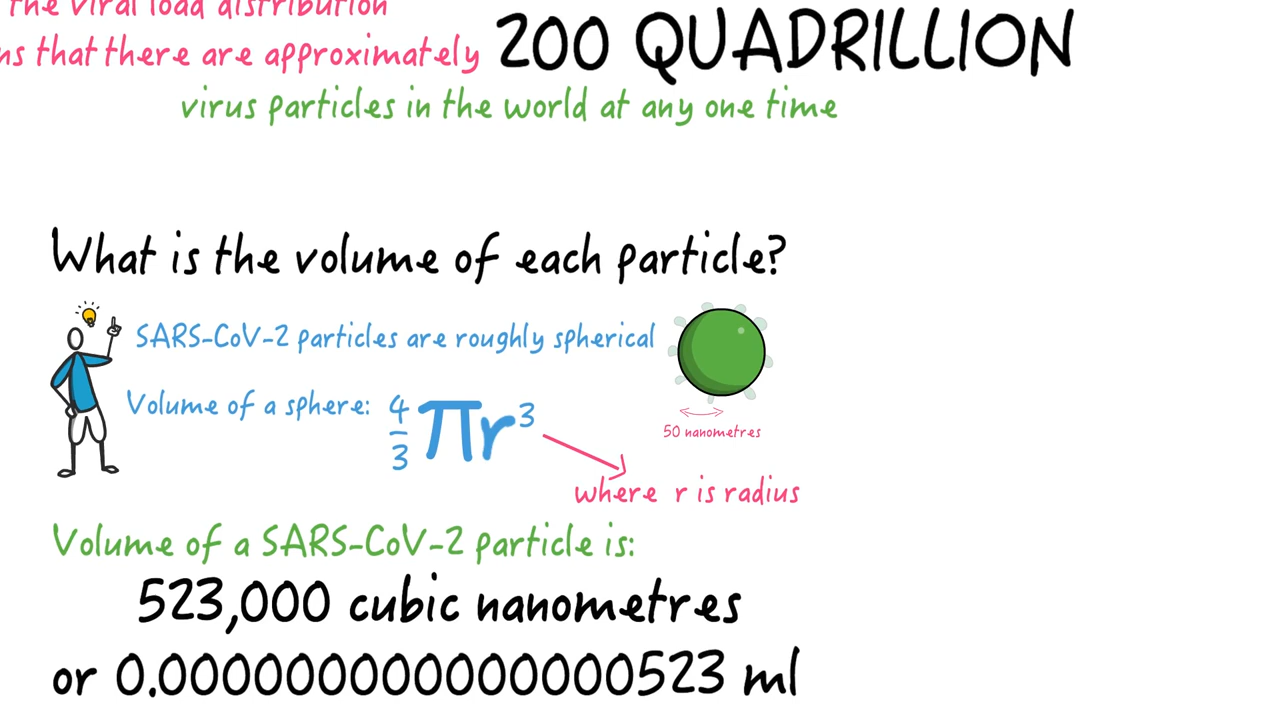 the viral load distribution
ns that there are approximately 200 QUADRILLION
virus particles in the world at any one time
What is the volume of each particle?
SARS-CoV-2 particles are roughly spherical
Volume of a sphere: 4/3 πr³
50 nanometres
where r is radius
Volume of a SARS-CoV-2 particle is:
523,000 cubic nanometres
or 0.000000000000000523 ml